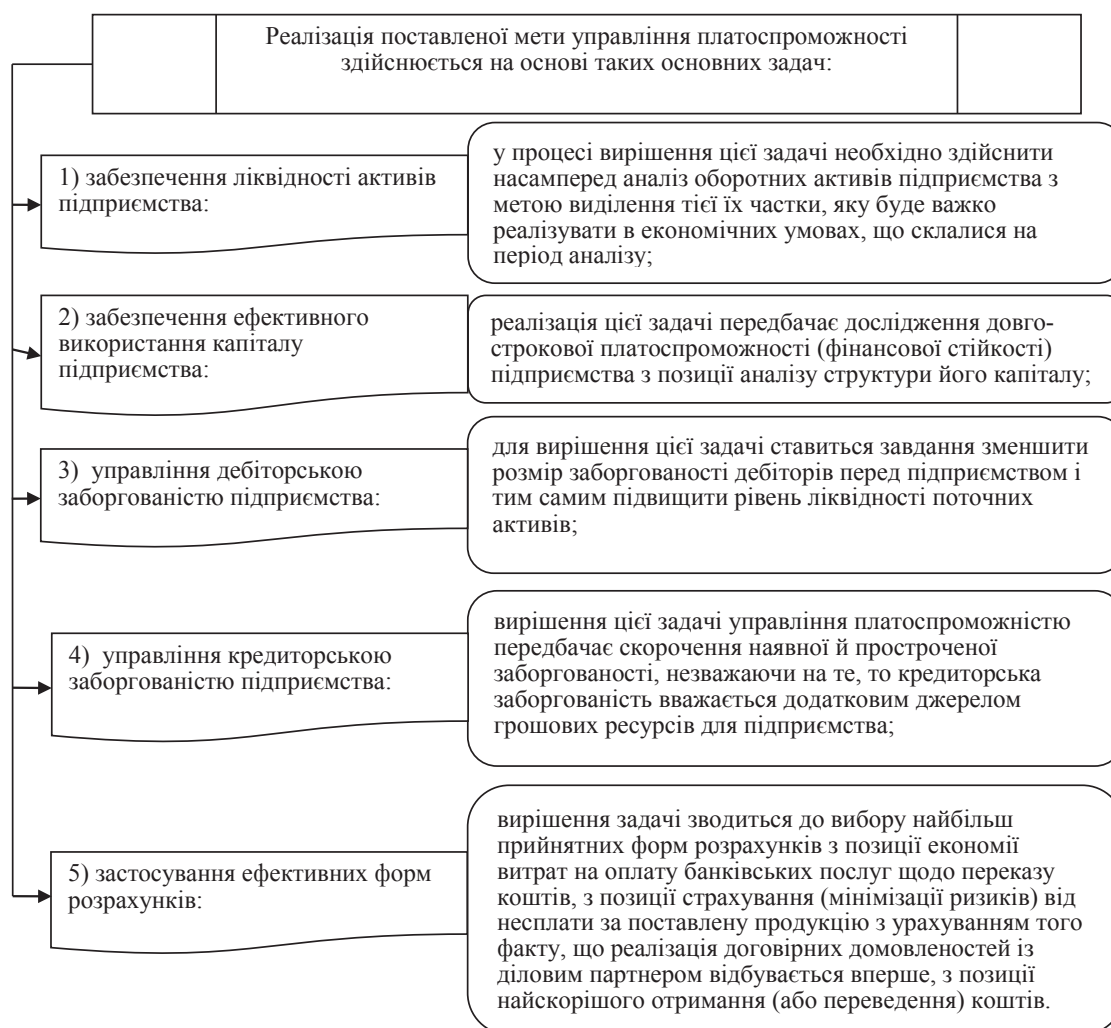 Реалізація поставленої мети управління платоспроможності
здійснюється на основі таких основних задач:
1) забезпечення ліквідності активів
підприємства:
у процесі вирішення цієї задачі необхідно здійснити
насамперед аналіз оборотних активів підприємства з
метою виділення тієї їх частки, яку буде важко
реалізувати в економічних умовах, що склалися на
період аналізу;
2) забезпечення ефективного
використання капіталу
підприємства:
реалізація цієї задачі передбачає дослідження довго-
строкової платоспроможності (фінансової стійкості)
підприємства з позиції аналізу структури його капіталу;
3) управління дебіторською
заборгованістю підприємства:
для вирішення цієї задачі ставиться завдання зменшити
розмір заборгованості дебіторів перед підприємством і
тим самим підвищити рівень ліквідності поточних
активів;
4) управління кредиторською
заборгованістю підприємства:
вирішення цієї задачі управління платоспроможністю
передбачає скорочення наявної й простроченої
заборгованості, незважаючи на те, то кредиторська
заборгованість вважається додатковим джерелом
грошових ресурсів для підприємства;
5) застосування ефективних форм
розрахунків:
вирішення задачі зводиться до вибору найбільш
прийнятних форм розрахунків з позиції економії
витрат на оплату банківських послуг щодо переказу
коштів, з позиції страхування (мінімізації ризиків) від
несплати за поставлену продукцію з урахуванням того
факту, що реалізація договірних домовленостей із
діловим партнером відбувається вперше, з позиції
найскорішого отримання (або переведення) коштів.